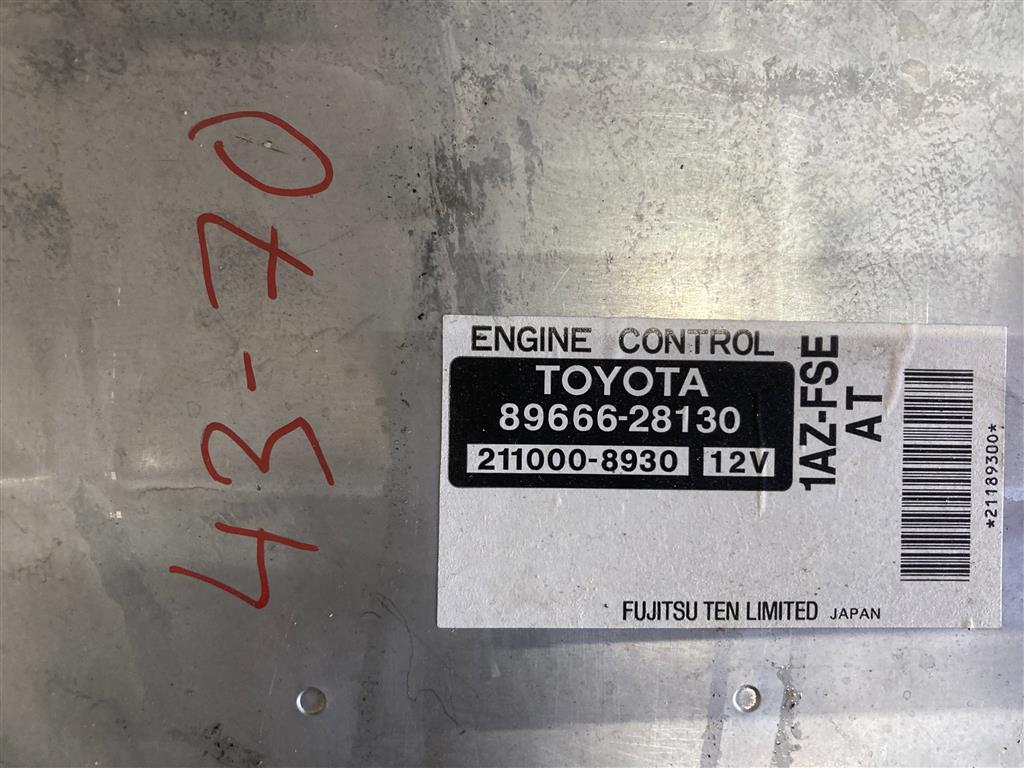 43-70
ENGINE CONTROL
TOYOTA
89666-28130
211000-8930 12V
1AZ-FSE
AT
*21189300*
FUJITSU TEN LIMITED JAPAN